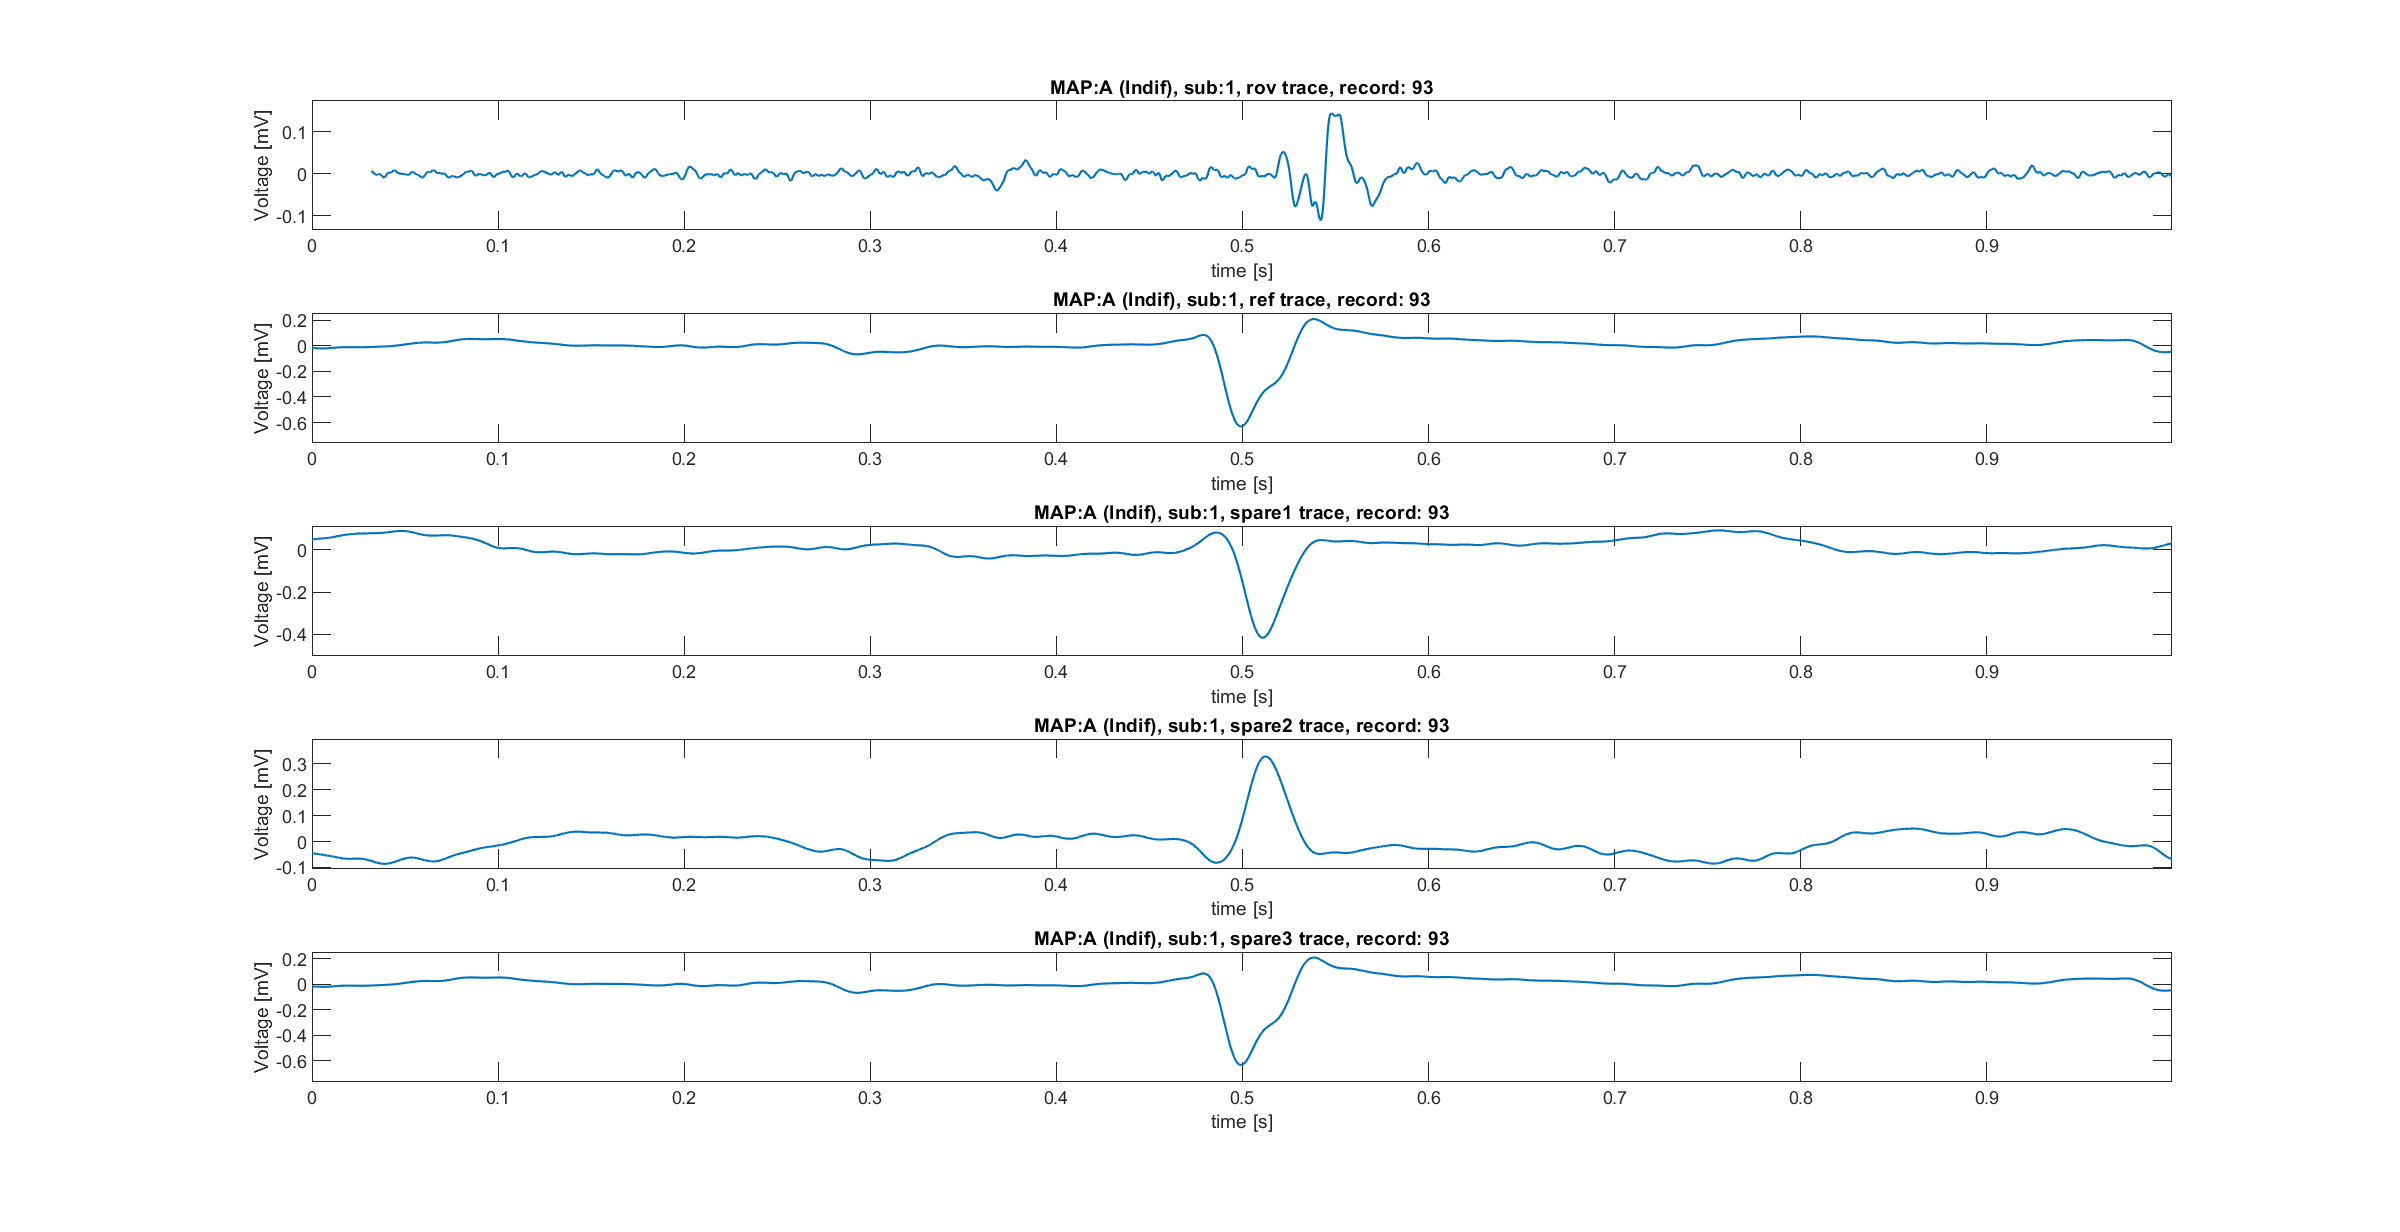 MAP:A (Indif), sub:1, rov trace, record: 93
Voltage [mV]
0.1
0
-0.1
0 0.1 0.2 0.3 0.4 0.5 0.6 0.7 0.8 0.9
time [s]
MAP:A (Indif), sub:1, ref trace, record: 93
Voltage [mV]
0.2
0
-0.2
-0.4
-0.6
0 0.1 0.2 0.3 0.4 0.5 0.6 0.7 0.8 0.9
time [s]
MAP:A (Indif), sub:1, spare1 trace, record: 93
Voltage [mV]
0
-0.2
-0.4
0 0.1 0.2 0.3 0.4 0.5 0.6 0.7 0.8 0.9
time [s]
MAP:A (Indif), sub:1, spare2 trace, record: 93
Voltage [mV]
0.3
0.2
0.1
0
-0.1
0 0.1 0.2 0.3 0.4 0.5 0.6 0.7 0.8 0.9
time [s]
MAP:A (Indif), sub:1, spare3 trace, record: 93
Voltage [mV]
0.2
0
-0.2
-0.4
-0.6
0 0.1 0.2 0.3 0.4 0.5 0.6 0.7 0.8 0.9
time [s]